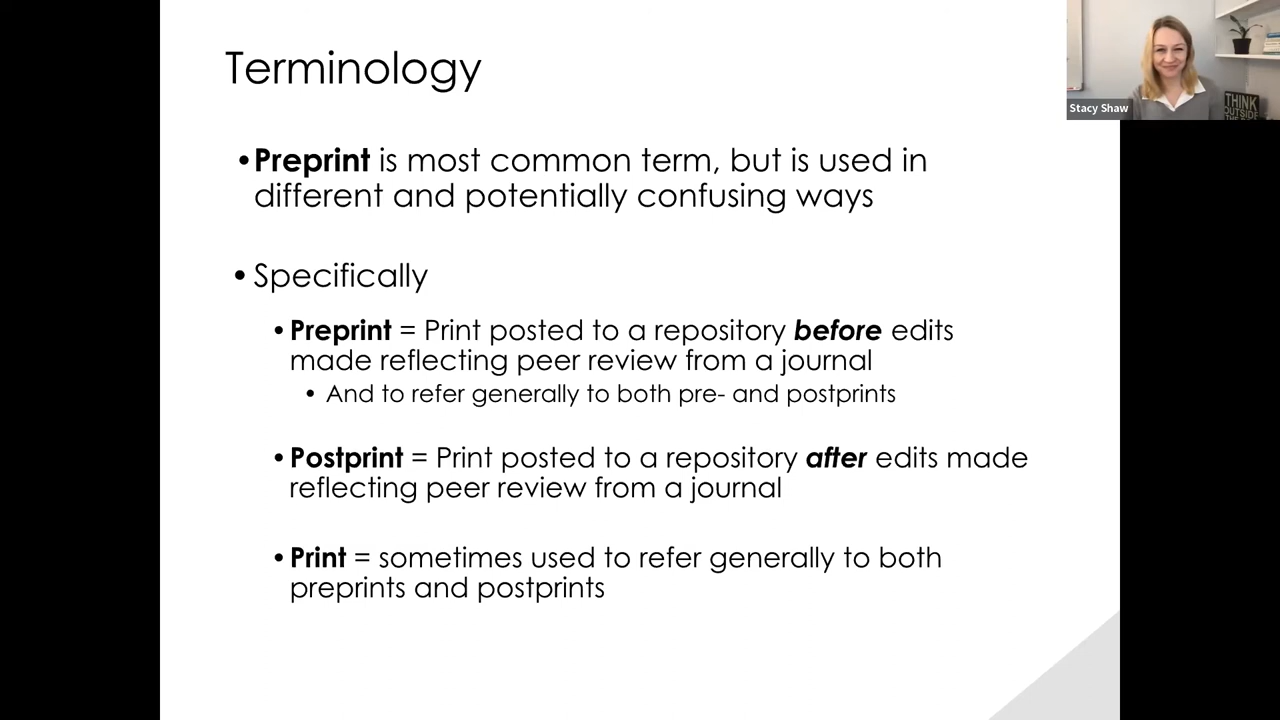 Terminology
Stacy Shaw
THINK
OUTSIDE
•Preprint is most common term, but is used in
different and potentially confusing ways
• Specifically
• Preprint = Print posted to a repository before edits
made reflecting peer review from a journal
• And to refer generally to both pre- and postprints
• Postprint = Print posted to a repository after edits made
reflecting peer review from a journal
• Print = sometimes used to refer generally to both
preprints and postprints